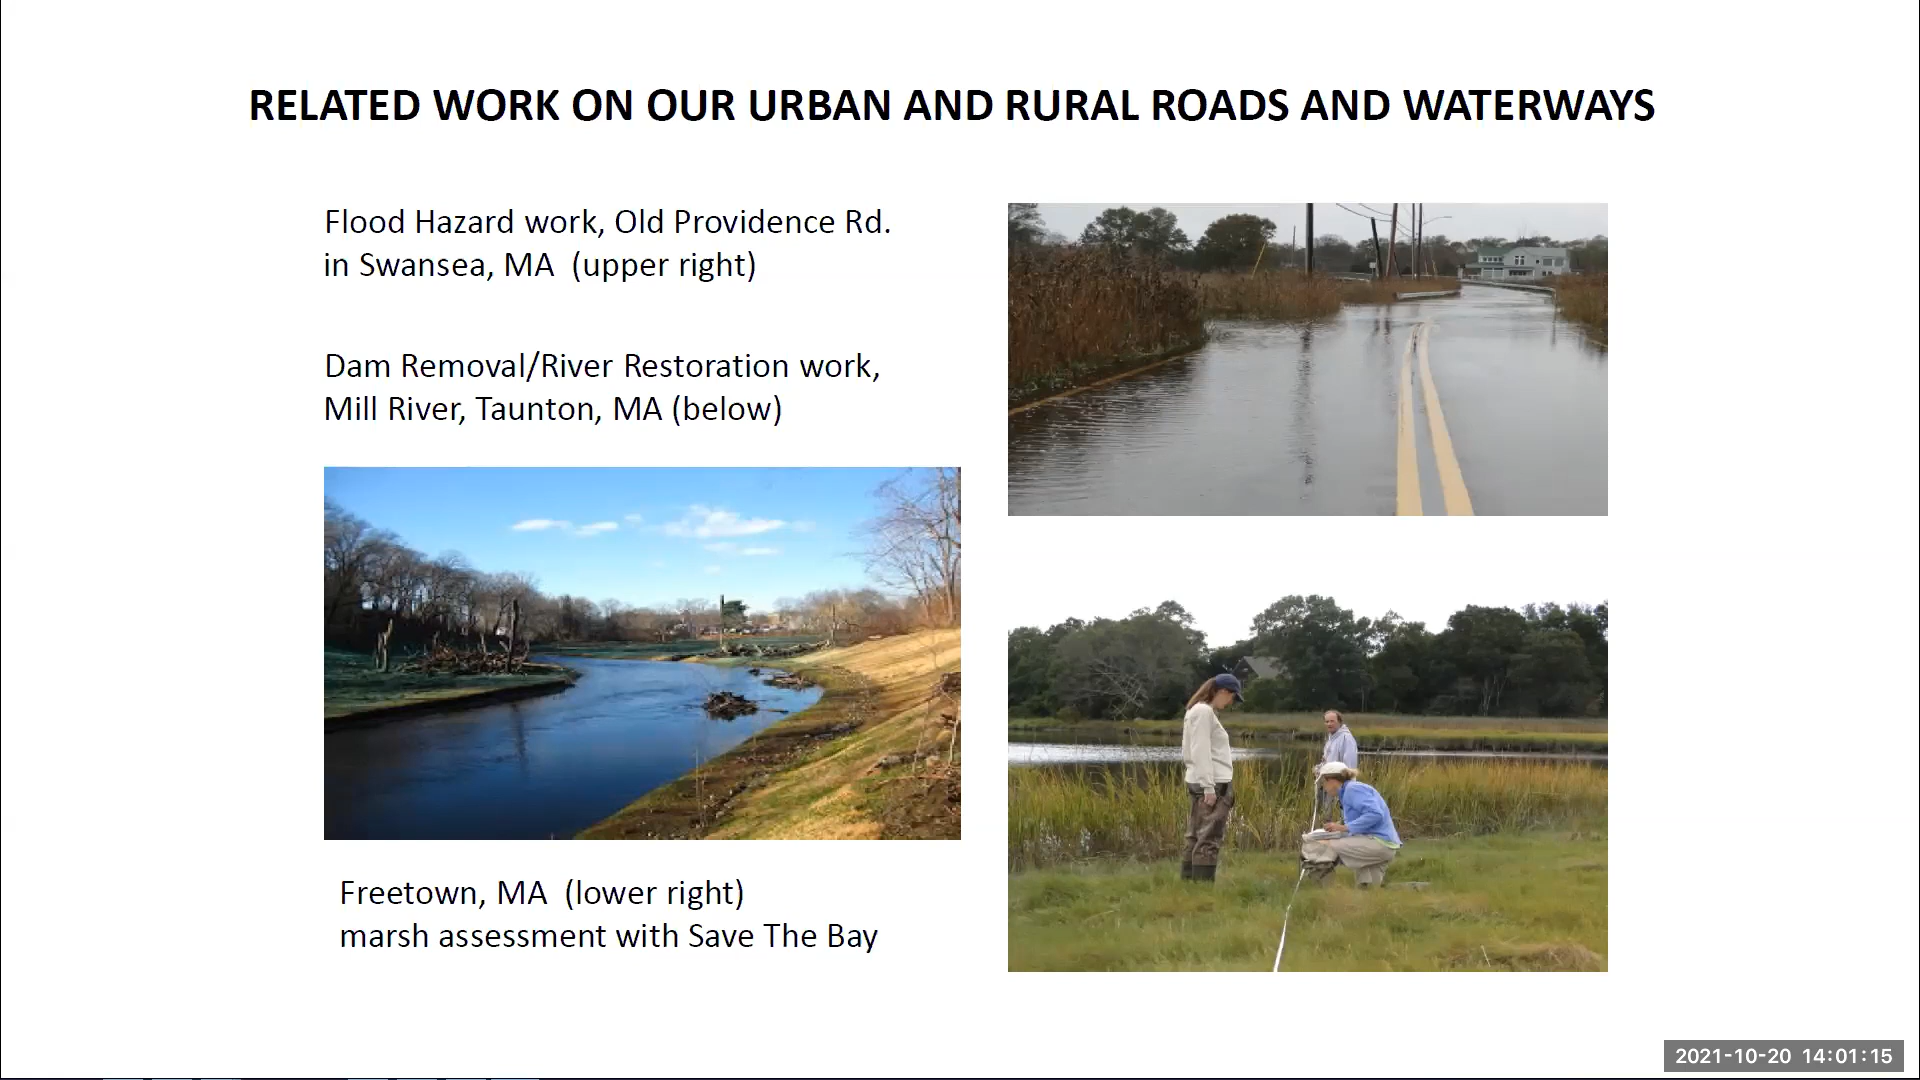 RELATED WORK ON OUR URBAN AND RURAL ROADS AND WATERWAYS
Flood Hazard work, Old Providence Rd.
in Swansea, MA  (upper right)
Dam Removal/River Restoration work,
Mill River, Taunton, MA (below)
Freetown, MA  (lower right)
marsh assessment with Save The Bay
2021-10-20  14:01:15